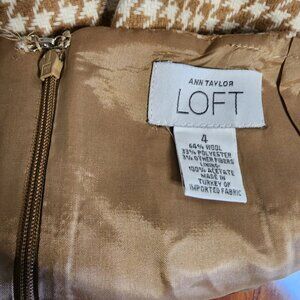 ANN TAYLOR
LOFT
4
64% WOOL
33% POLYESTER
3% OTHER FIBERS
LINING:
100% ACETATE
MADE IN
TURKEY OF
IMPORTED FABRIC